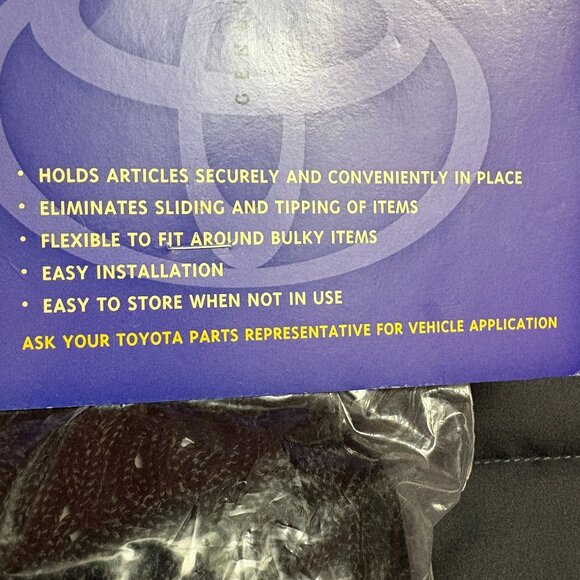 • HOLDS ARTICLES SECURELY AND CONVENIENTLY IN PLACE
• ELIMINATES SLIDING AND TIPPING OF ITEMS
• FLEXIBLE TO FIT AROUND BULKY ITEMS
• EASY INSTALLATION
• EASY TO STORE WHEN NOT IN USE
ASK YOUR TOYOTA PARTS REPRESENTATIVE FOR VEHICLE APPLICATION